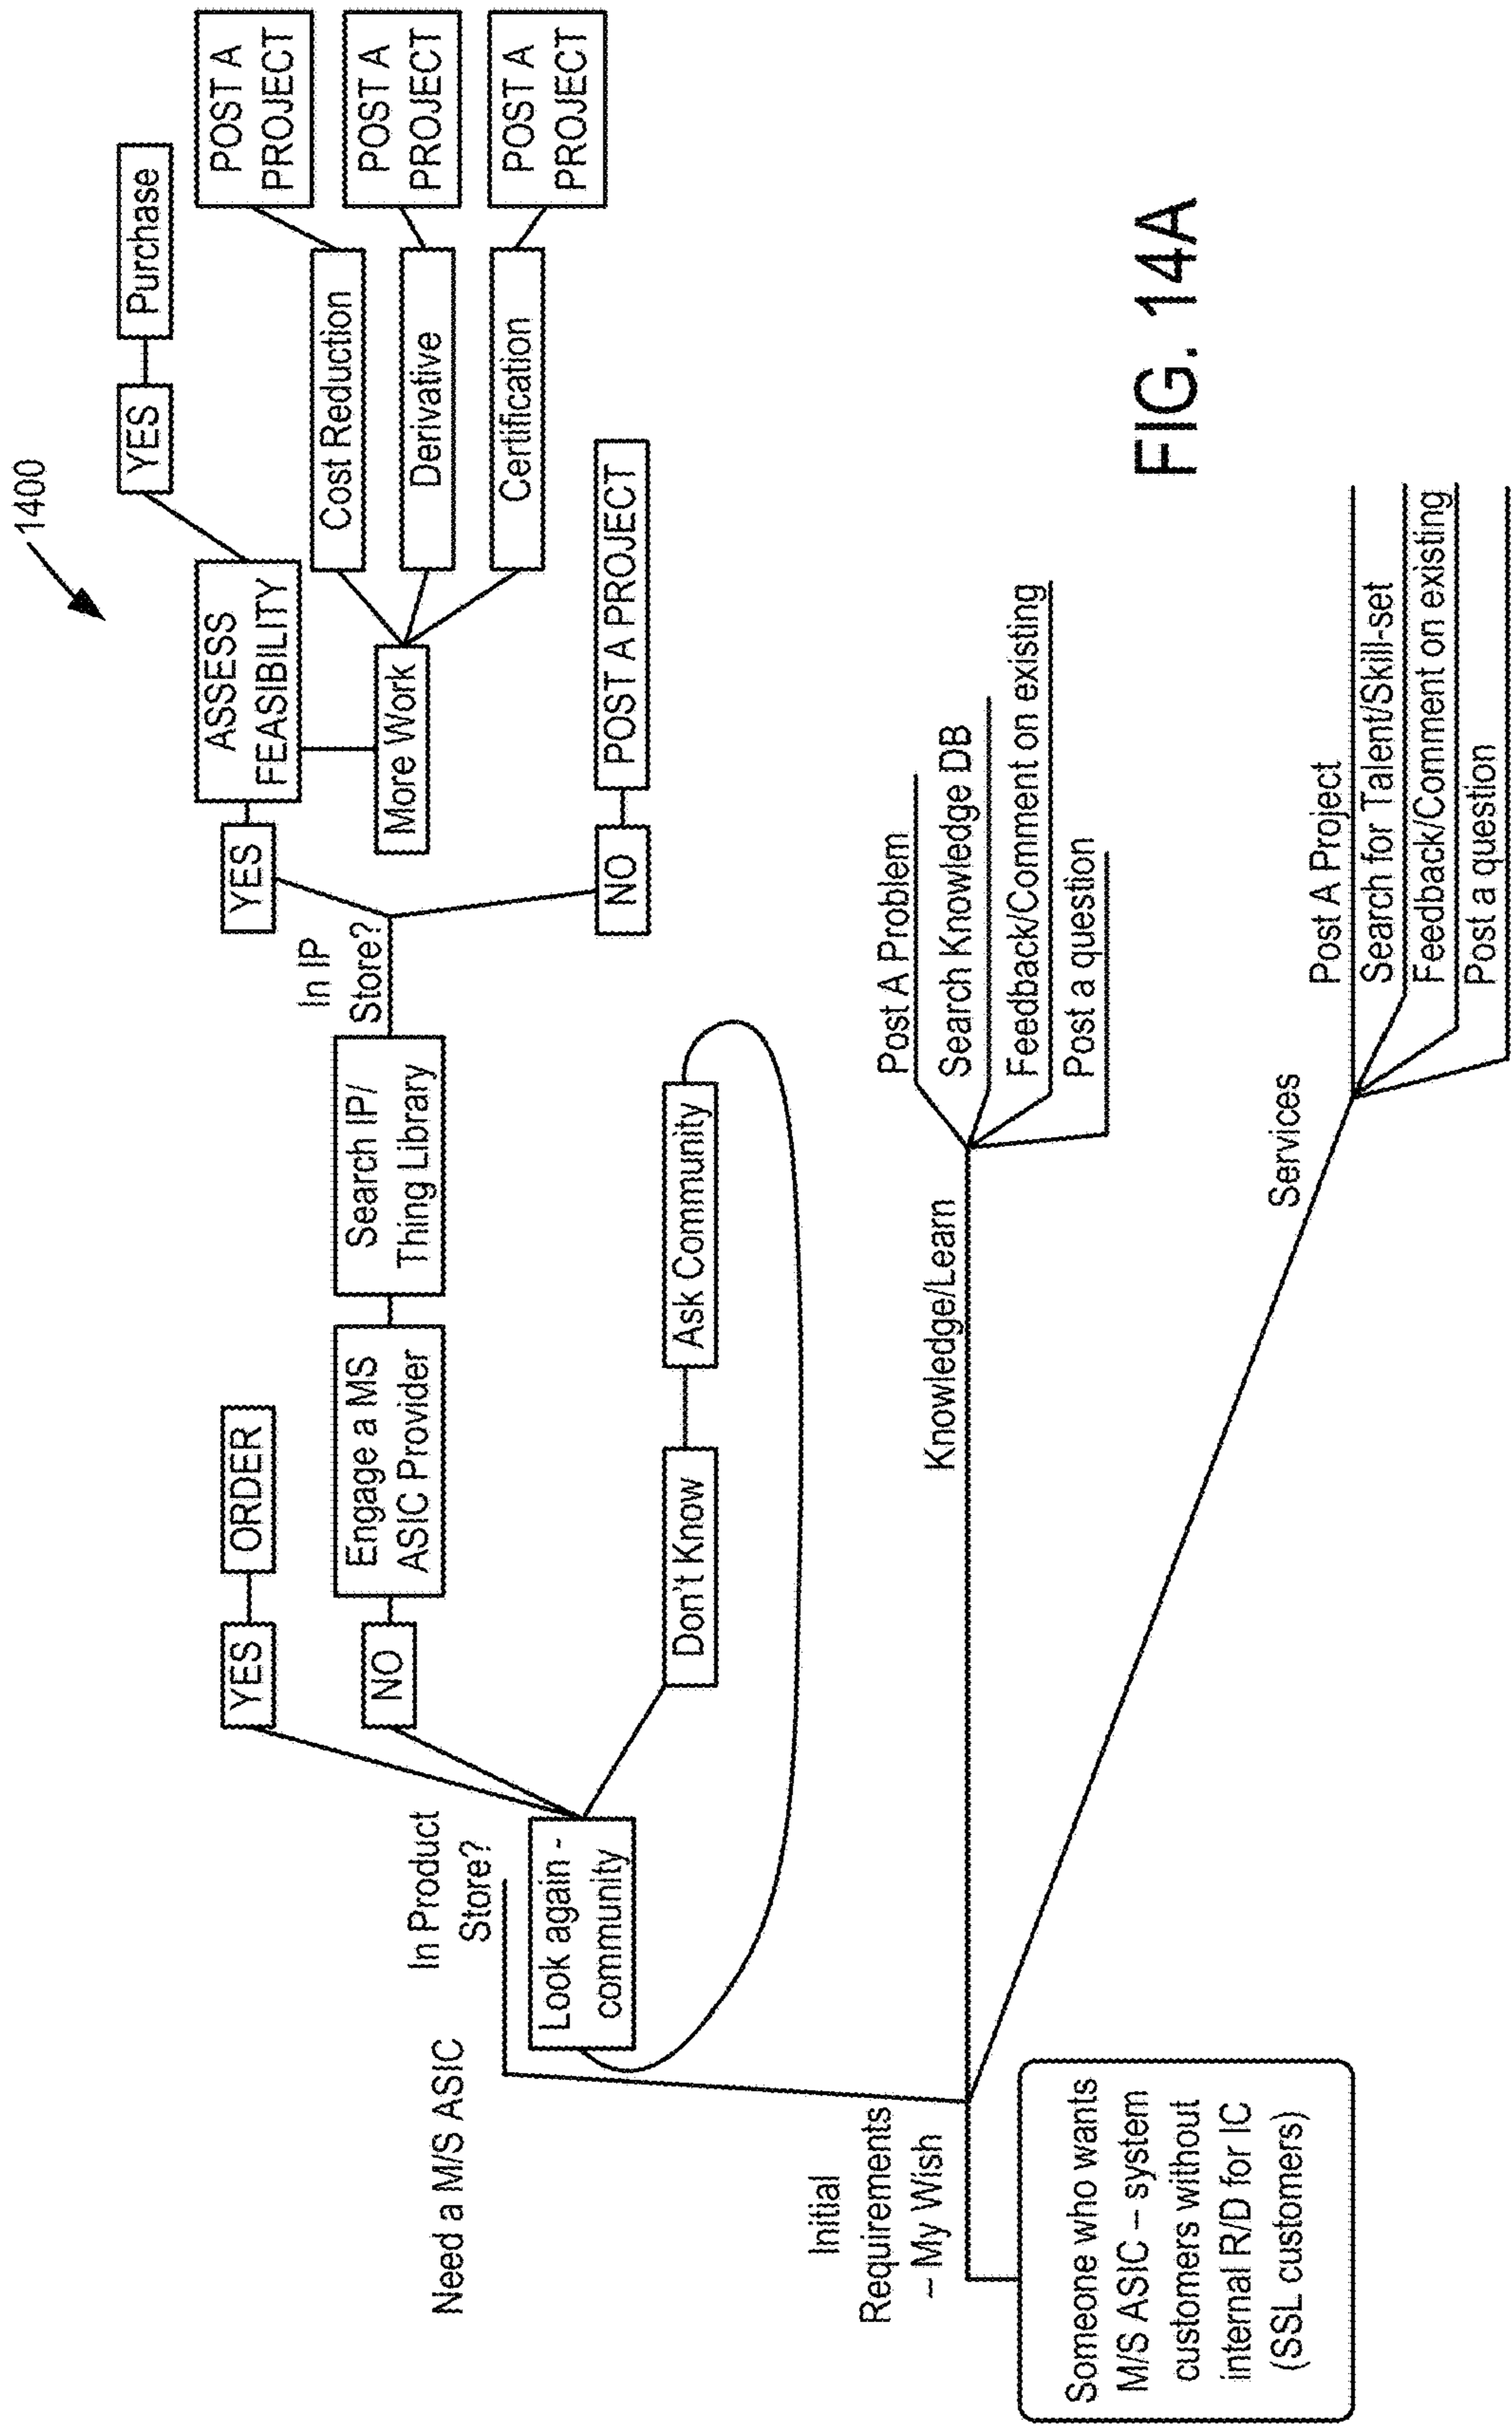 1400
YES
Purchase
ASSESS
FEASIBILITY
YES
More Work
Cost Reduction
Derivative
Certification
POST A
PROJECT
POST A
PROJECT
POST A
PROJECT
In IP
Store?
NO
POST A PROJECT
YES
ORDER
NO
Engage a MS
ASIC Provider
Search IP/
Thing Library
In Product
Store?
Look again -
community
Don't Know
Ask Community
Need a M/S ASIC
Initial
Requirements
– My Wish
Knowledge/Learn
Post A Problem
Search Knowledge DB
Feedback/Comment on existing
Post a question
Someone who wants
M/S ASIC – system
customers without
internal R/D for IC
(SSL customers)
Services
Post A Project
Search for Talent/Skill-set
Feedback/Comment on existing
Post a question
FIG. 14A